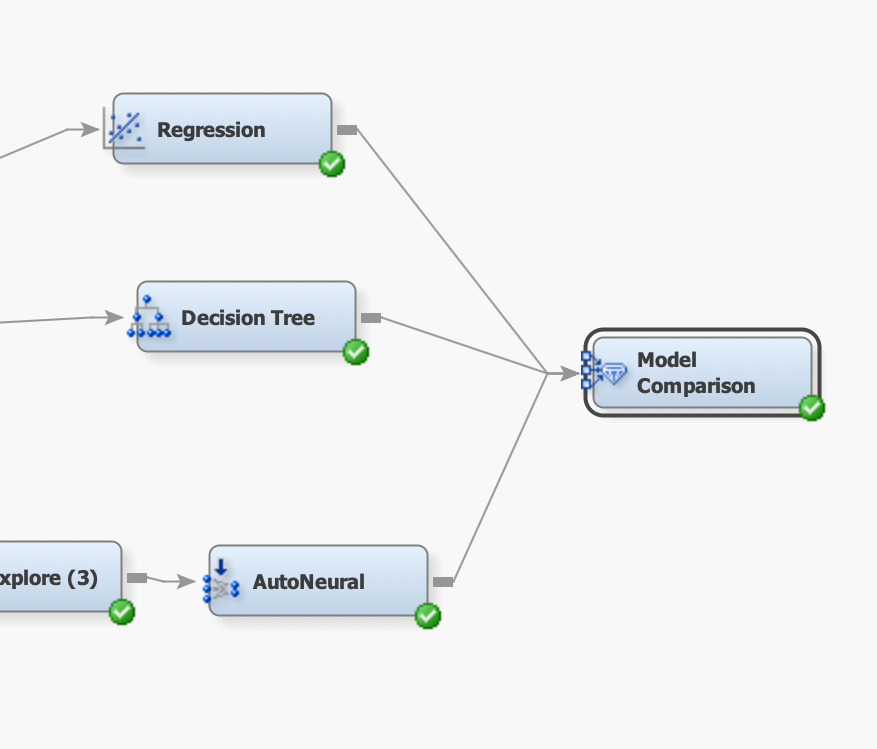 Regression
Decision Tree
Model
Comparison
xplore (3)
AutoNeural